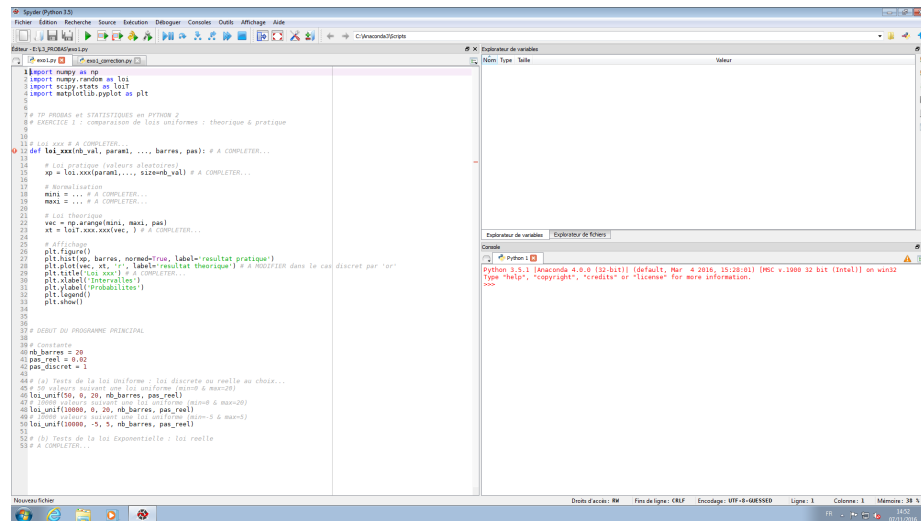 Spyder (Python 3.5)
Fichier Édition Recherche Source Exécution Déboguer Consoles Outils Affichage Aide
C:\Anaconda3\Scripts
Éditeur - E:\L3_PROBAS\exo1.py
exo1.py exo1_correction.py
1 import numpy as np
2 import numpy.random as loi
3 import scipy.stats as loiT
4 import matplotlib.pyplot as plt
5
6
7 # TP PROBAS et STATISTIQUES en PYTHON 2
8 # EXERCICE 1 : comparaison de lois uniformes : theorique & pratique
9
10
11 # Loi xxx # A COMPLETER...
12 def loi_xxx(nb_val, param1, ..., barres, pas): # A COMPLETER...
13
14 # Loi pratique (valeurs aleatoires)
15 xp = loi.xxx(param1,..., size=nb_val) # A COMPLETER...
16
17 # Normalisation
18 mini = ... # A COMPLETER...
19 maxi = ... # A COMPLETER...
20
21 # Loi theorique
22 vec = np.arange(mini, maxi, pas)
23 xt = loiT.xxx.xxx(vec, ) # A COMPLETER...
24
25 # Affichage
26 plt.figure()
27 plt.hist(xp, barres, normed=True, label='resultat pratique')
28 plt.plot(vec, xt, 'r', label='resultat theorique') # A MODIFIER dans le cas discret par 'or'
29 plt.title('Loi xxx') # A COMPLETER...
30 plt.xlabel('Intervalles')
31 plt.ylabel('Probabilites')
32 plt.legend()
33 plt.show()
34
35
36
37 # DEBUT DU PROGRAMME PRINCIPAL
38
39 # Constante
40 nb_barres = 20
41 pas_reel = 0.02
42 pas_discret = 1
43
44 # (a) Tests de la loi Uniforme : loi discrete ou reelle au choix...
45 # 50 valeurs suivant une loi uniforme (min=0 & max=20)
46 loi_unif(50, 0, 20, nb_barres, pas_reel)
47 # 10000 valeurs suivant une loi uniforme (min=0 & max=20)
48 loi_unif(10000, 0, 20, nb_barres, pas_reel)
49 # 10000 valeurs suivant une loi uniforme (min=-5 & max=5)
50 loi_unif(10000, -5, 5, nb_barres, pas_reel)
51
52 # (b) Tests de la loi Exponentielle : loi reelle
53 # A COMPLETER...
Explorateur de variables
Nom Type Taille Valeur
Explorateur de variables Explorateur de fichiers
Console
Python 1
Python 3.5.1 |Anaconda 4.0.0 (32-bit)| (default, Mar 4 2016, 15:28:01) [MSC v.1900 32 bit (Intel)] on win32
Type "help", "copyright", "credits" or "license" for more information.
>>>
Nouveau fichier Droits d'accès : RW Fins de ligne : CRLF Encodage : UTF-8-GUESSED Ligne : 1 Colonne : 1 Mémoire : 38 %
FR 14:52
07/11/2016